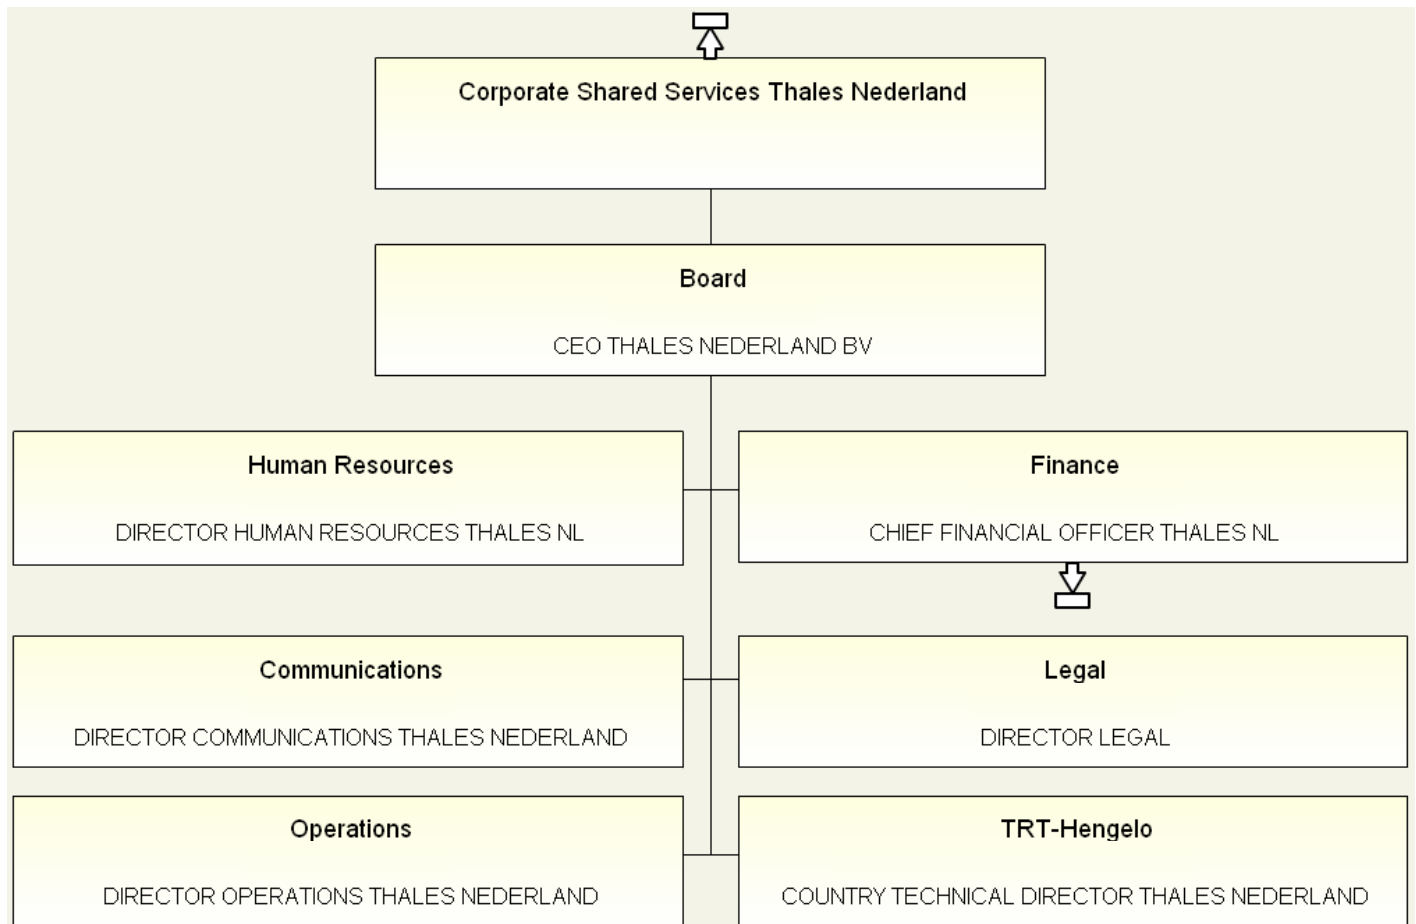 Corporate Shared Services Thales Nederland
Board
CEO THALES NEDERLAND BV
Human Resources
DIRECTOR HUMAN RESOURCES THALES NL
Finance
CHIEF FINANCIAL OFFICER THALES NL
Communications
DIRECTOR COMMUNICATIONS THALES NEDERLAND
Legal
DIRECTOR LEGAL
Operations
DIRECTOR OPERATIONS THALES NEDERLAND
TRT-Hengelo
COUNTRY TECHNICAL DIRECTOR THALES NEDERLAND